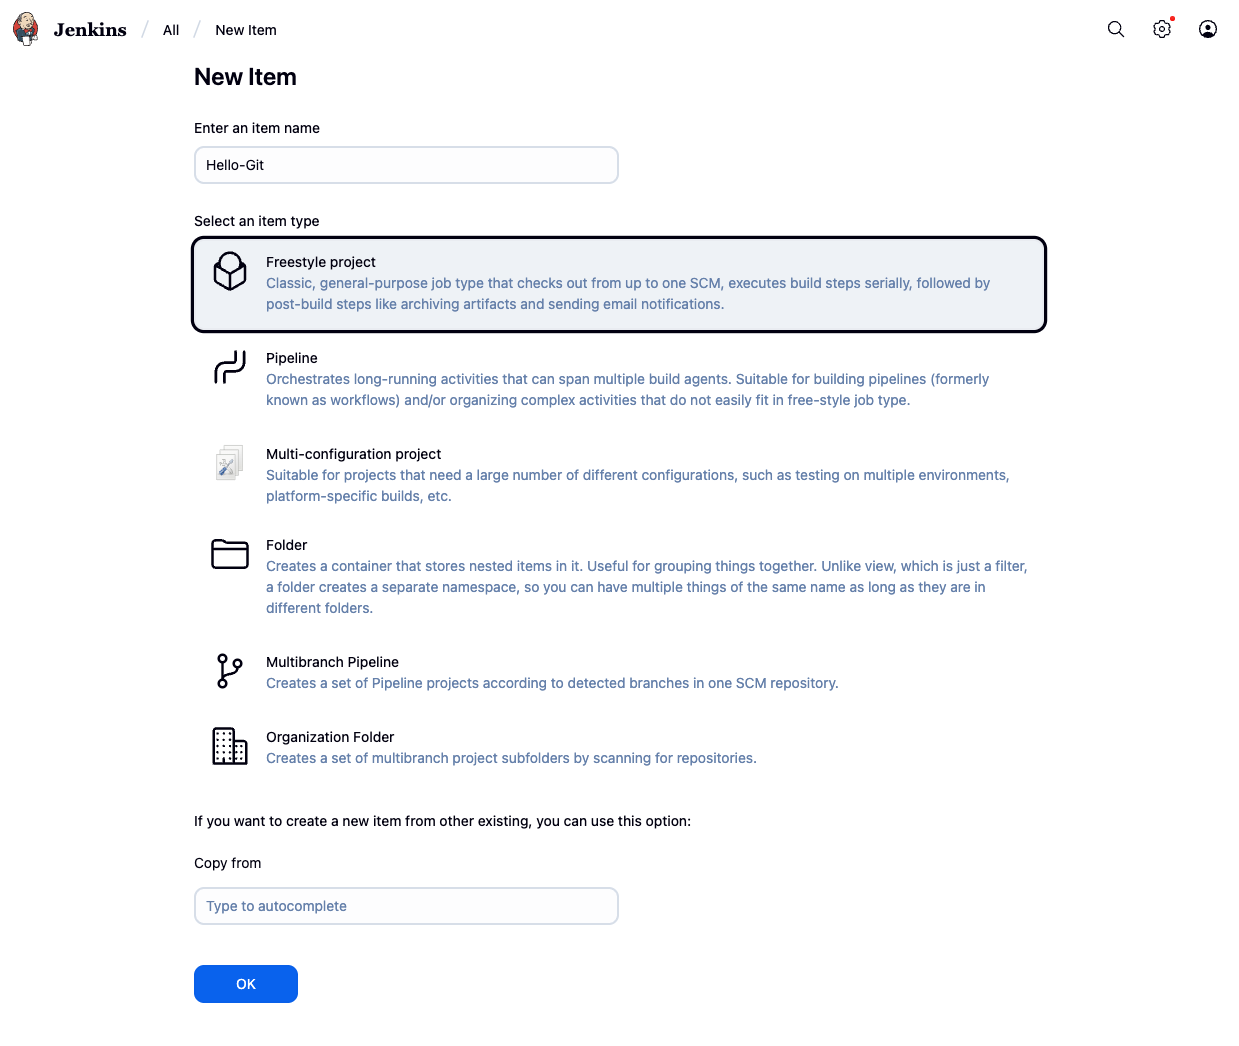 Jenkins / All / New Item
New Item
Enter an item name
Hello-Git
Select an item type
Freestyle project
Classic, general-purpose job type that checks out from up to one SCM, executes build steps serially, followed by
post-build steps like archiving artifacts and sending email notifications.
Pipeline
Orchestrates long-running activities that can span multiple build agents. Suitable for building pipelines (formerly
known as workflows) and/or organizing complex activities that do not easily fit in free-style job type.
Multi-configuration project
Suitable for projects that need a large number of different configurations, such as testing on multiple environments,
platform-specific builds, etc.
Folder
Creates a container that stores nested items in it. Useful for grouping things together. Unlike view, which is just a filter,
a folder creates a separate namespace, so you can have multiple things of the same name as long as they are in
different folders.
Multibranch Pipeline
Creates a set of Pipeline projects according to detected branches in one SCM repository.
Organization Folder
Creates a set of multibranch project subfolders by scanning for repositories.
If you want to create a new item from other existing, you can use this option:
Copy from
Type to autocomplete
OK